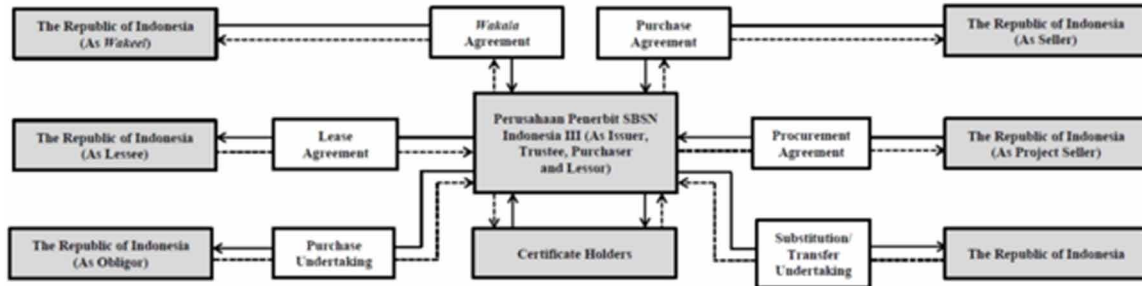 The Republic of Indonesia
(As Wakeel)
Wakala
Agreement
Purchase
Agreement
The Republic of Indonesia
(As Seller)
The Republic of Indonesia
(As Lessee)
Lease
Agreement
Perusahaan Penerbit SBSN
Indonesia III (As Issuer,
Trustee, Purchaser
and Lessor)
Procurement
Agreement
The Republic of Indonesia
(As Project Seller)
The Republic of Indonesia
(As Obligor)
Purchase
Undertaking
Certificate Holders
Substitution/
Transfer
Undertaking
The Republic of Indonesia